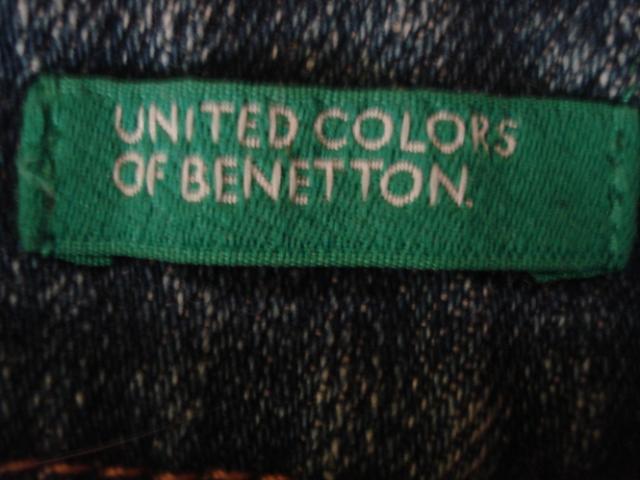 UNITED COLORS
OF BENETTON.